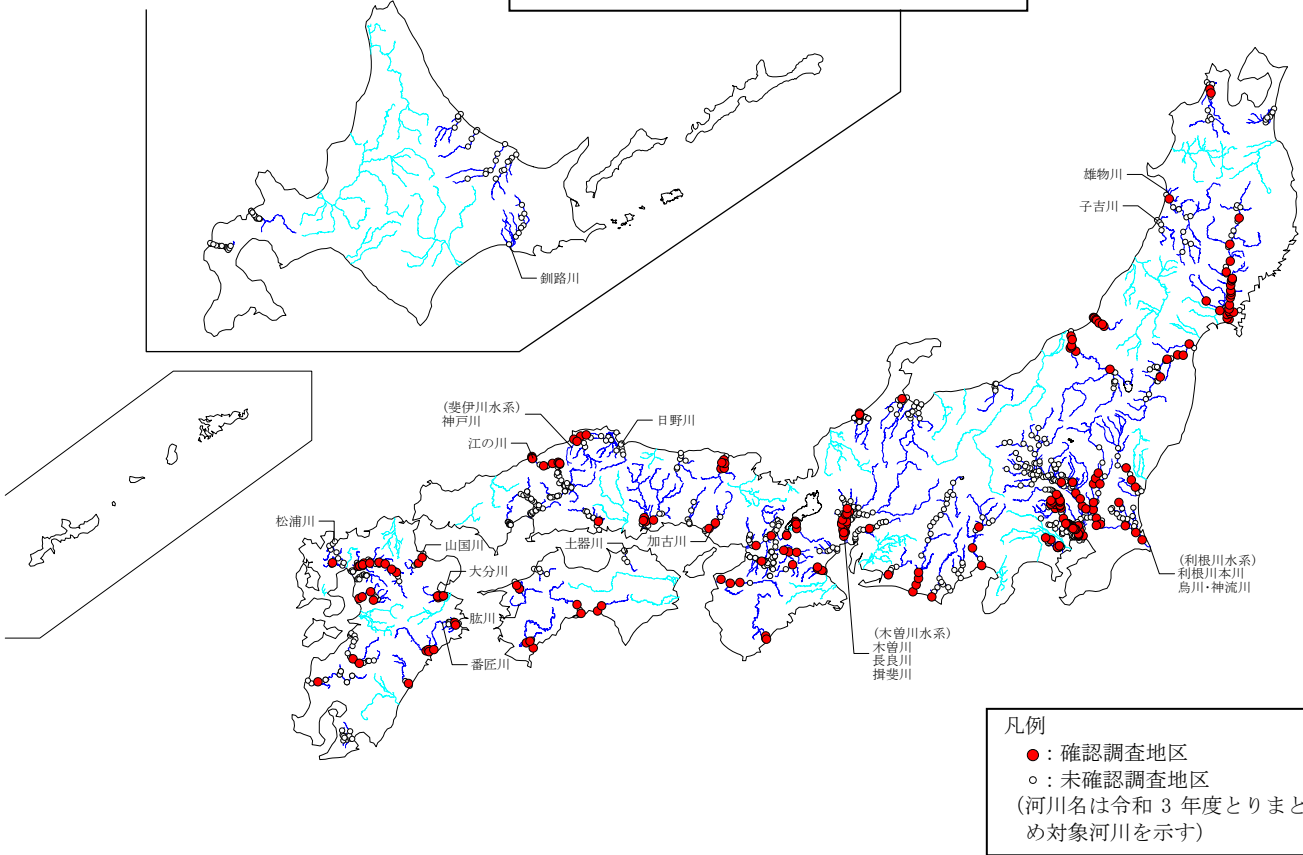 雄物川
子吉川
釧路川
(斐伊川水系)
神戸川
日野川
江の川
松浦川
山国川
土器川
加古川
大分川
肱川
番匠川
(利根川水系)
利根川本川
烏川・神流川
(木曽川水系)
木曽川
長良川
揖斐川
凡例
●：確認調査地区
○：未確認調査地区
(河川名は令和 3 年度とりまと
め対象河川を示す)